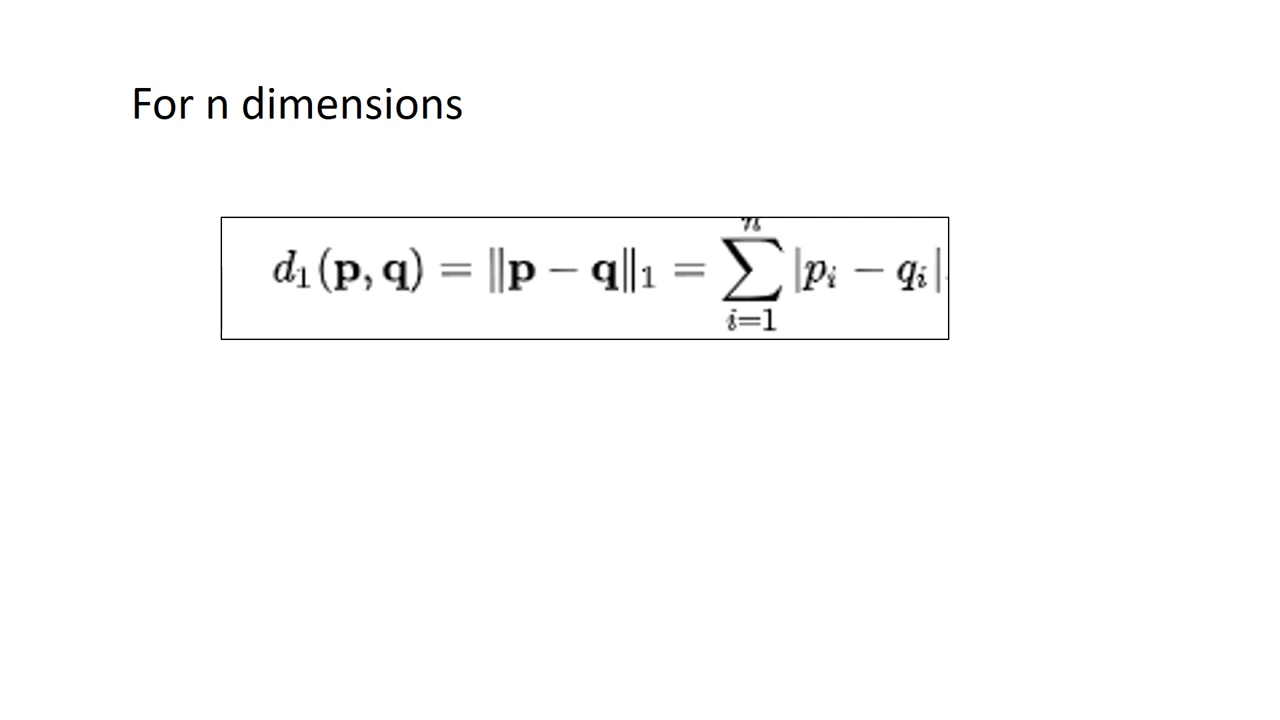 For n dimensions
d₁(p, q) = ‖p − q‖₁ = ∑ᵢ₌₁ⁿ |pᵢ − qᵢ|.